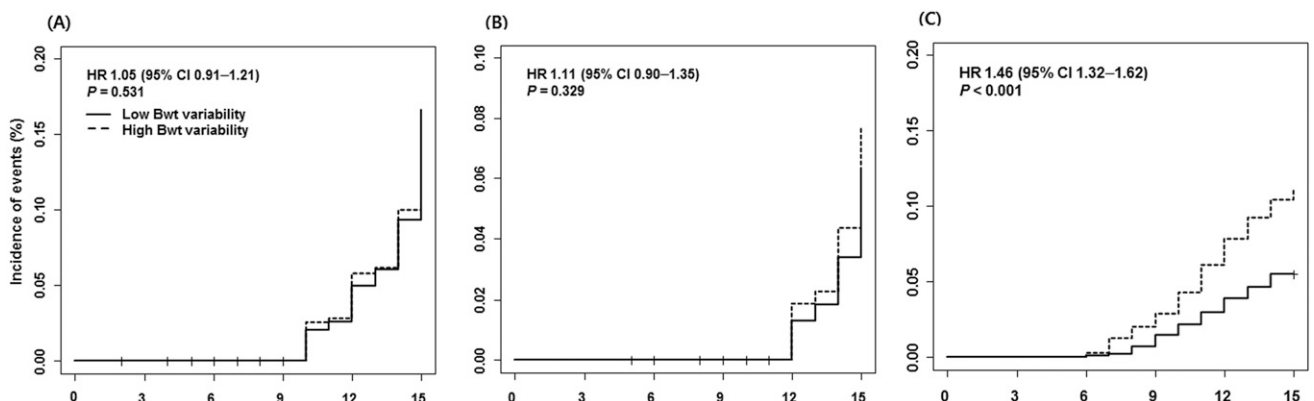 (A)
HR 1.05 (95% CI 0.91–1.21)
P = 0.531
Low Bwt variability
High Bwt variability
Incidence of events (%)
0.20
0.15
0.10
0.05
0.00
0 3 6 9 12 15
(B)
HR 1.11 (95% CI 0.90–1.35)
P = 0.329
0.10
0.08
0.06
0.04
0.02
0.00
0 3 6 9 12 15
(C)
HR 1.46 (95% CI 1.32–1.62)
P < 0.001
0.20
0.15
0.10
0.05
0.00
0 3 6 9 12 15